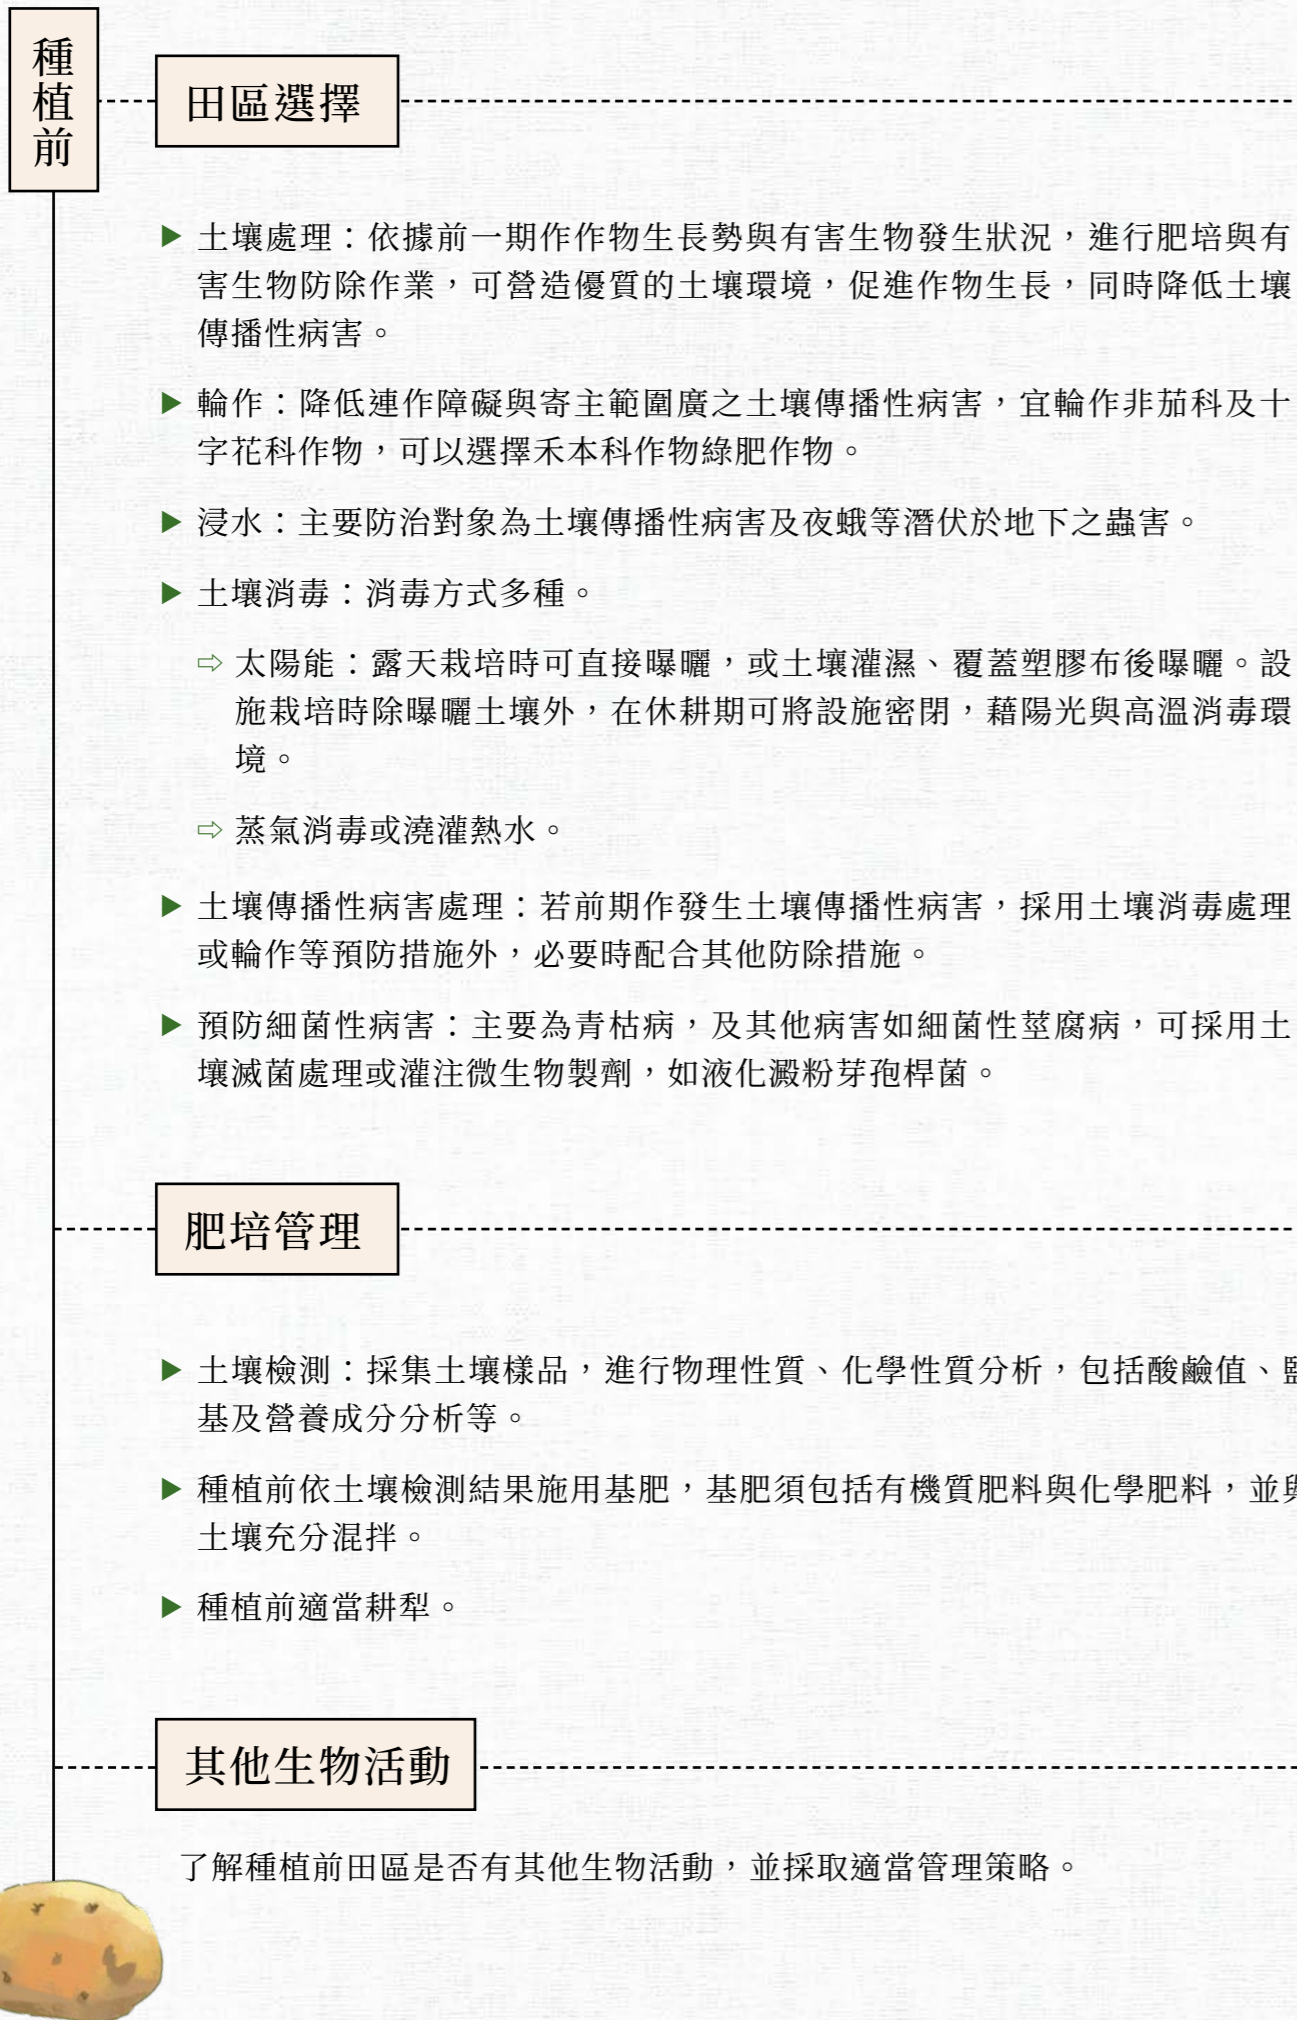 種植前
田區選擇
▶ 土壤處理：依據前一期作作物生長勢與有害生物發生狀況，進行肥培與有
害生物防除作業，可營造優質的土壤環境，促進作物生長，同時降低土壤
傳播性病害。
▶ 輪作：降低連作障礙與寄主範圍廣之土壤傳播性病害，宜輪作非茄科及十
字花科作物，可以選擇禾本科作物綠肥作物。
▶ 浸水：主要防治對象為土壤傳播性病害及夜蛾等潛伏於地下之蟲害。
▶ 土壤消毒：消毒方式多種。
⇨ 太陽能：露天栽培時可直接曝曬，或土壤灌濕、覆蓋塑膠布後曝曬。設
施栽培時除曝曬土壤外，在休耕期可將設施密閉，藉陽光與高溫消毒環
境。
⇨ 蒸氣消毒或澆灌熱水。
▶ 土壤傳播性病害處理：若前期作發生土壤傳播性病害，採用土壤消毒處理
或輪作等預防措施外，必要時配合其他防除措施。
▶ 預防細菌性病害：主要為青枯病，及其他病害如細菌性莖腐病，可採用土
壤滅菌處理或灌注微生物製劑，如液化澱粉芽孢桿菌。
肥培管理
▶ 土壤檢測：採集土壤樣品，進行物理性質、化學性質分析，包括酸鹼值、鹽
基及營養成分分析等。
▶ 種植前依土壤檢測結果施用基肥，基肥須包括有機質肥料與化學肥料，並與
土壤充分混拌。
▶ 種植前適當耕犁。
其他生物活動
了解種植前田區是否有其他生物活動，並採取適當管理策略。